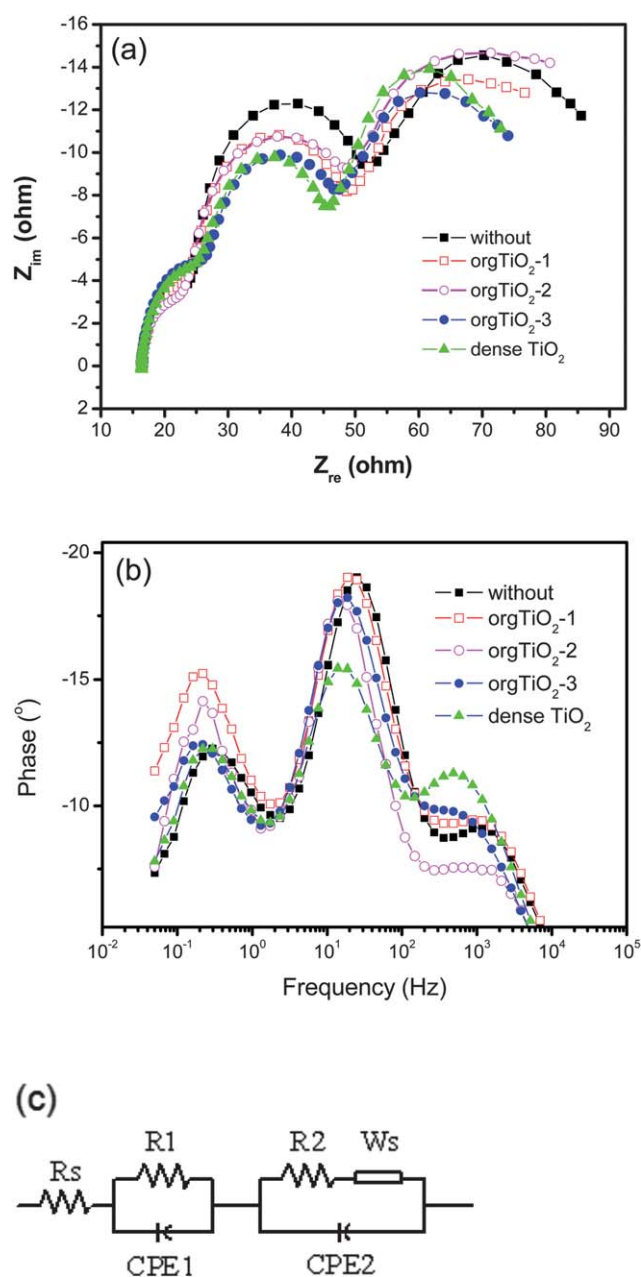 (a)
-16
-14
-12
-10
-8
-6
-4
-2
0
2
Z_im (ohm)
without
orgTiO₂-1
orgTiO₂-2
orgTiO₂-3
dense TiO₂
10 20 30 40 50 60 70 80 90
Z_re (ohm)
(b)
-20
-15
-10
Phase (°)
without
orgTiO₂-1
orgTiO₂-2
orgTiO₂-3
dense TiO₂
10⁻² 10⁻¹ 10⁰ 10¹ 10² 10³ 10⁴ 10⁵
Frequency (Hz)
(c)
Rs R1 R2 Ws
CPE1 CPE2